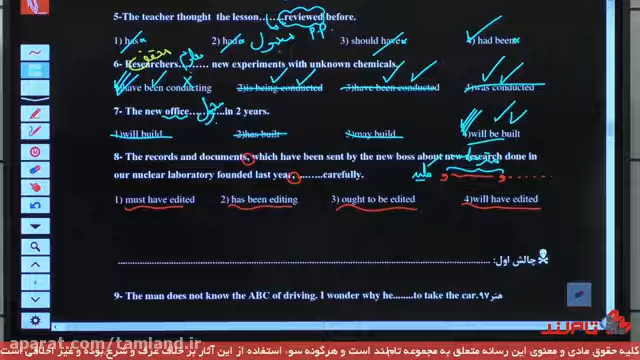 5-The teacher thought the lesson........reviewed before.
1) has 2) had 3) should have 4) had been
معلوم مجهول p.p
محقق
6- Researchers........ new experiments with unknown chemicals.
1)have been conducting 2)is being conducted 3)have been conducted 4)was conducted
7- The new office..........in 2 years.
1)will build 2)has built 3)may build 4)will be built
8- The records and documents, which have been sent by the new boss about new research done in
our nuclear laboratory founded last year, ........carefully.
1) must have edited 2) has been editing 3) ought to be edited 4)will have edited
چالش اول:
9- The man does not know the ABC of driving. I wonder why he........to take the car. هنر ۹۷
aparat.com/tamland.ir
تاملند
کلیه حقوق مادی و معنوی این رسانه متعلق به مجموعه تاملند است و هرگونه سوء استفاده از این آثار بر خلاف عرف و شرع بوده و غیر اخلاقی است